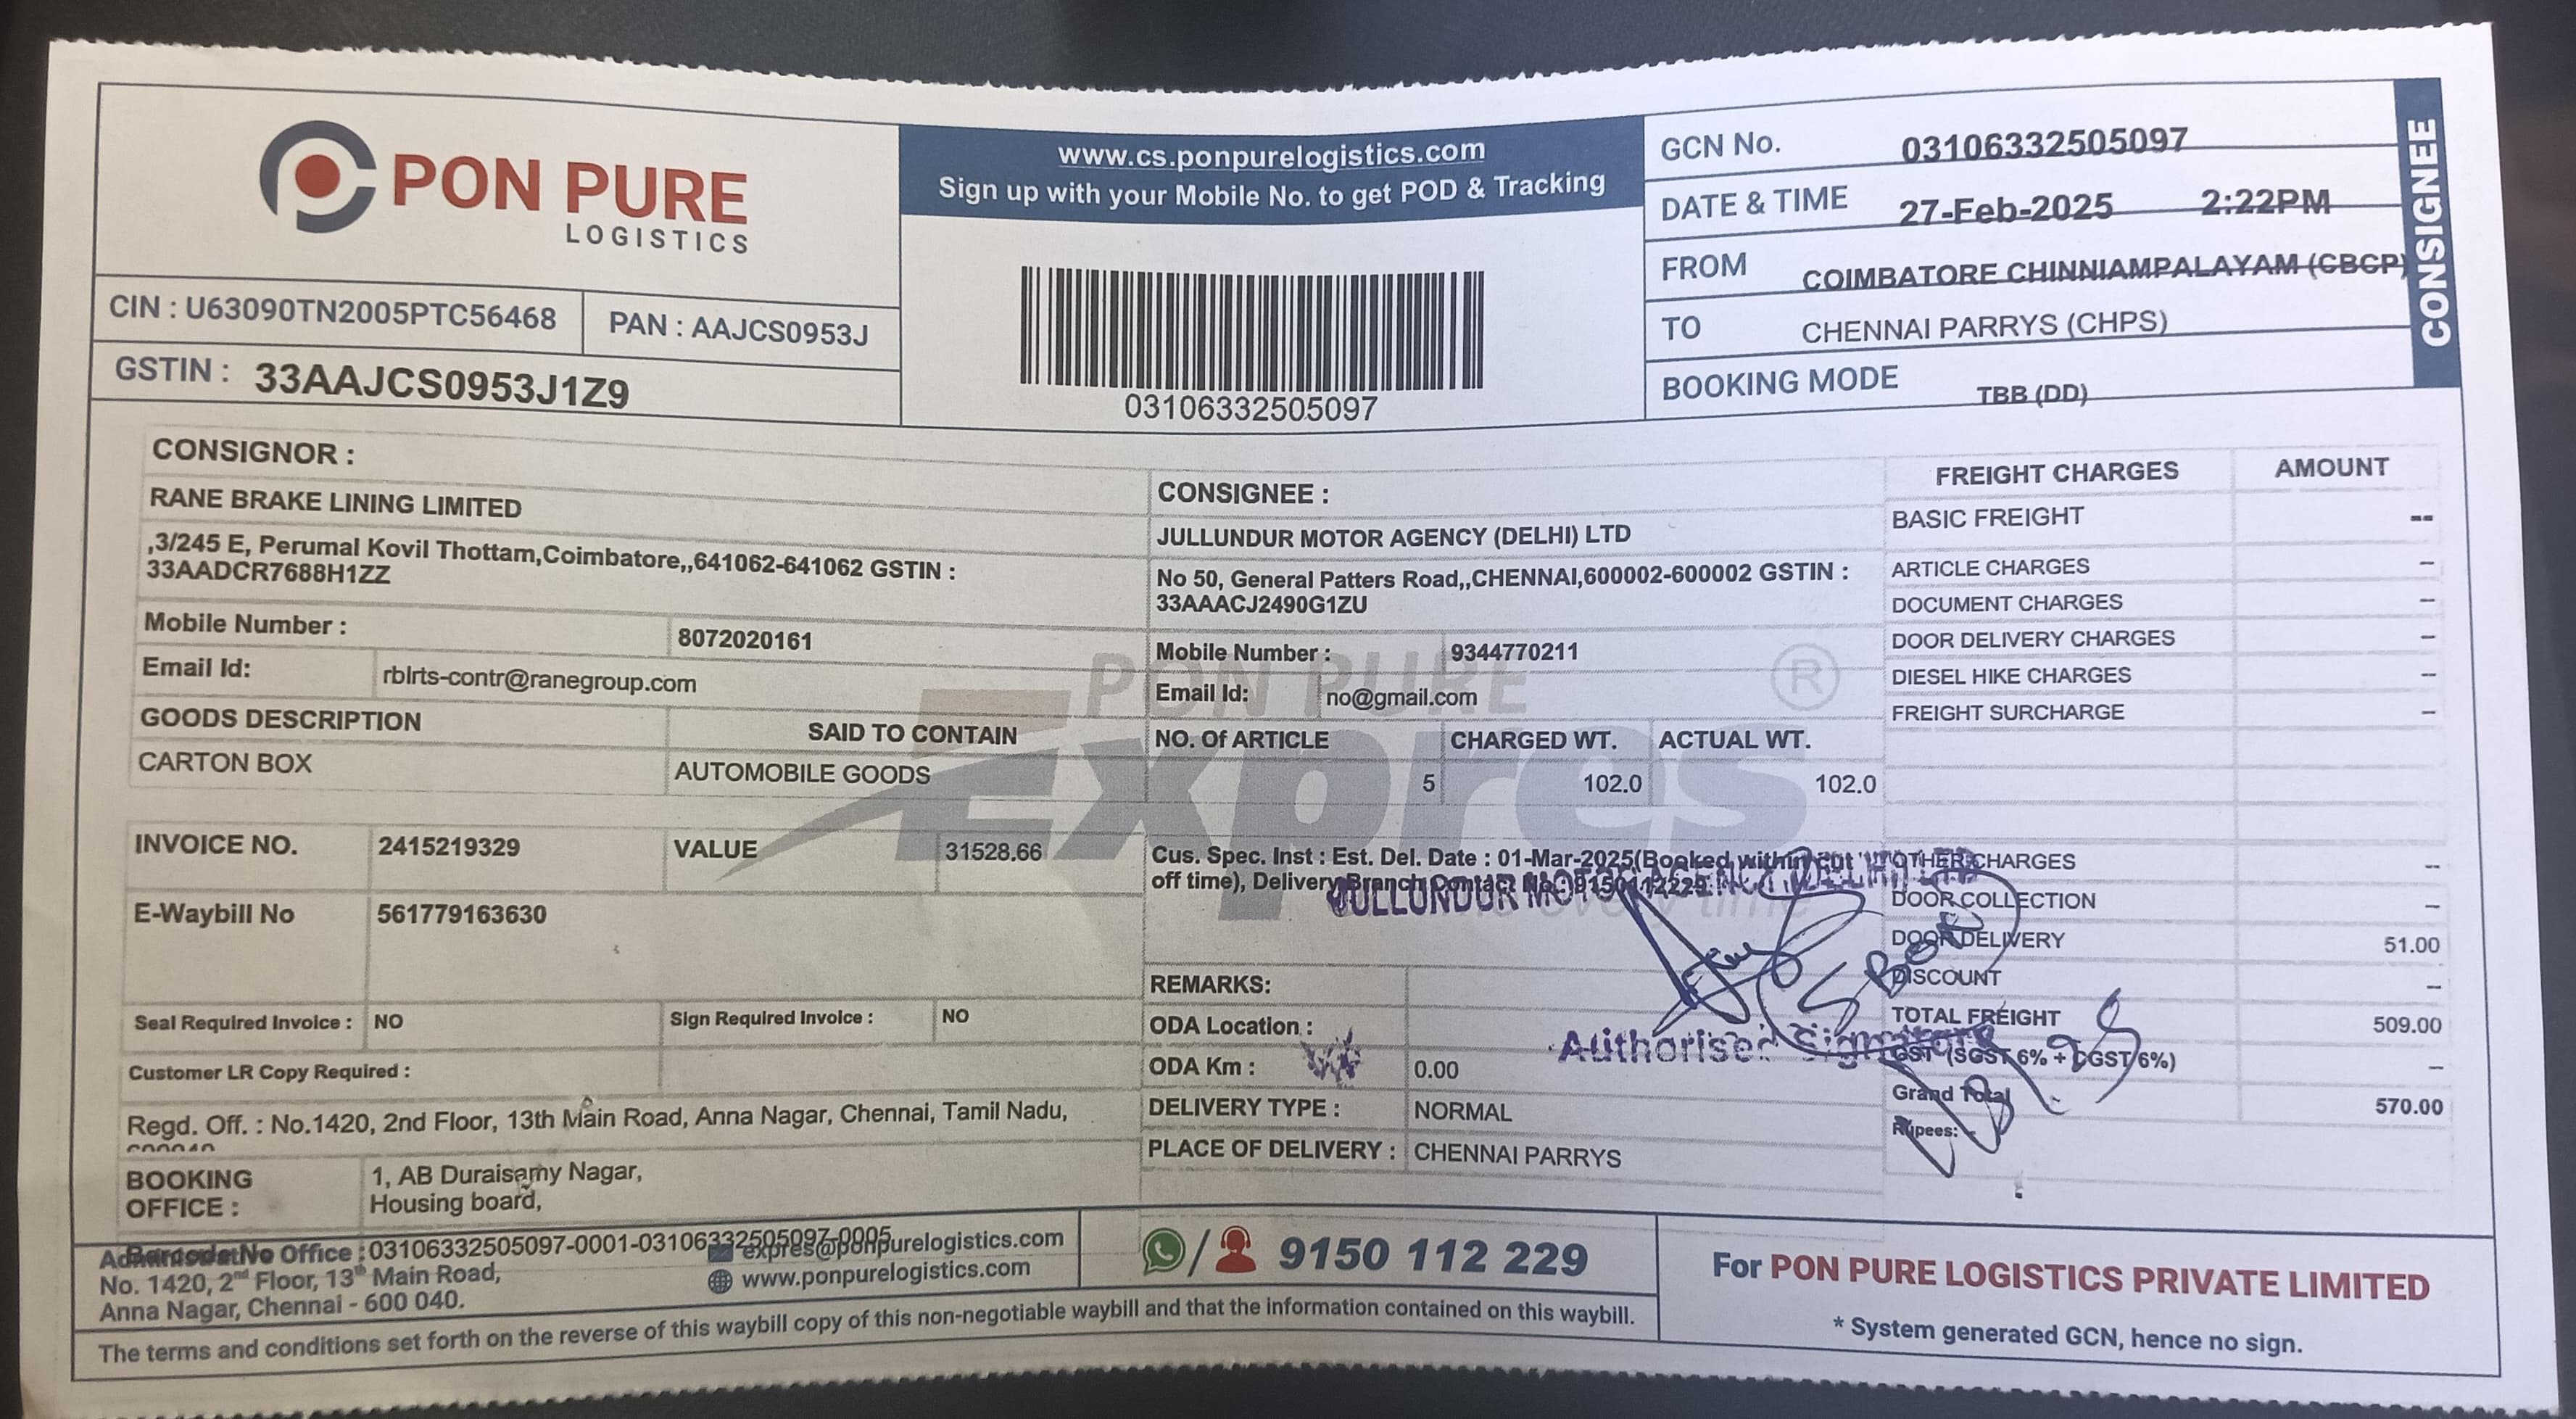 PON PURE
LOGISTICS
www.cs.ponpurelogistics.com
Sign up with your Mobile No. to get POD & Tracking
03106332505097
GCN No. 03106332505097
DATE & TIME 27-Feb-2025 2:22PM
FROM COIMBATORE CHINNIAMPALAYAM (CBCP)
TO CHENNAI PARRYS (CHPS)
BOOKING MODE TBB (DD)
CONSIGNEE
CIN : U63090TN2005PTC56468 PAN : AAJCS0953J
GSTIN : 33AAJCS0953J1Z9
CONSIGNOR :
RANE BRAKE LINING LIMITED
,3/245 E, Perumal Kovil Thottam,Coimbatore,,641062-641062 GSTIN :
33AADCR7688H1ZZ
Mobile Number : 8072020161
Email Id: rblrts-contr@ranegroup.com
GOODS DESCRIPTION SAID TO CONTAIN
CARTON BOX AUTOMOBILE GOODS
INVOICE NO. 2415219329 VALUE 31528.66
E-Waybill No 561779163630
Seal Required Invoice : NO Sign Required Invoice : NO
Customer LR Copy Required :
Regd. Off. : No.1420, 2nd Floor, 13th Main Road, Anna Nagar, Chennai, Tamil Nadu,
BOOKING OFFICE : 1, AB Duraisamy Nagar,
Housing board,
CONSIGNEE :
JULLUNDUR MOTOR AGENCY (DELHI) LTD
No 50, General Patters Road,,CHENNAI,600002-600002 GSTIN :
33AAACJ2490G1ZU
Mobile Number : 9344770211
Email Id: no@gmail.com
NO. Of ARTICLE CHARGED WT. ACTUAL WT.
5 102.0 102.0
PON PURE
Expres ®
Cus. Spec. Inst : Est. Del. Date : 01-Mar-2025(Booked within cut
off time), Delivery Branch Contact No : 9150112229
JULLUNDUR MOTOR AGENCY DELHI LTD
Authorised Signatory
REMARKS:
ODA Location :
ODA Km : 0.00
DELIVERY TYPE : NORMAL
PLACE OF DELIVERY : CHENNAI PARRYS
FREIGHT CHARGES AMOUNT
BASIC FREIGHT --
ARTICLE CHARGES --
DOCUMENT CHARGES --
DOOR DELIVERY CHARGES --
DIESEL HIKE CHARGES --
FREIGHT SURCHARGE --
OTHER CHARGES --
DOOR COLLECTION --
DOOR DELIVERY 51.00
DISCOUNT --
TOTAL FREIGHT 509.00
GST (SGST 6% + CGST 6%) --
Grand Total 570.00
Rupees: -
Barcode No :03106332505097-0001-03106332505097-0005
Administrative Office :
No. 1420, 2nd Floor, 13th Main Road,
Anna Nagar, Chennai - 600 040.
expres@ponpurelogistics.com
www.ponpurelogistics.com
/ 9150 112 229
The terms and conditions set forth on the reverse of this waybill copy of this non-negotiable waybill and that the information contained on this waybill.
For PON PURE LOGISTICS PRIVATE LIMITED
* System generated GCN, hence no sign.